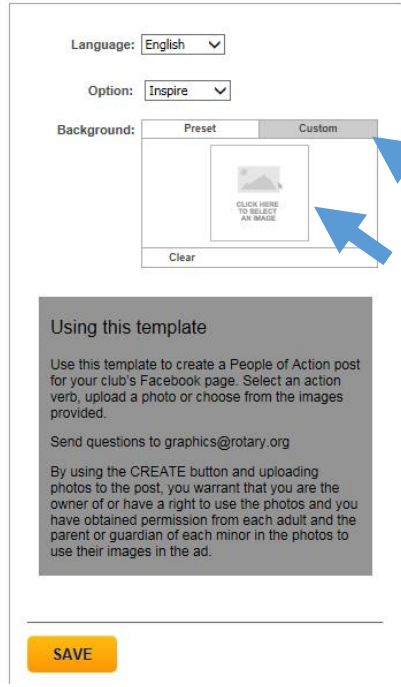 Language: English
Option: Inspire
Background: Preset Custom
CLICK HERE
TO SELECT
AN IMAGE
Clear
Using this template
Use this template to create a People of Action post
for your club's Facebook page. Select an action
verb, upload a photo or choose from the images
provided.
Send questions to graphics@rotary.org
By using the CREATE button and uploading
photos to the post, you warrant that you are the
owner of or have a right to use the photos and you
have obtained permission from each adult and the
parent or guardian of each minor in the photos to
use their images in the ad.
SAVE